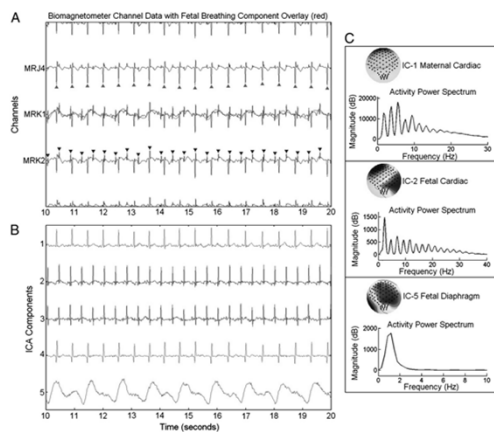 A
Biomagnetometer Channel Data with Fetal Breathing Component Overlay (red)
MRJ4
MRK1
MRK2
Channels
10 11 12 13 14 15 16 17 18 19 20
B
1
2
3
4
5
ICA Components
10 11 12 13 14 15 16 17 18 19 20
Time (seconds)
C
IC-1 Maternal Cardiac
Activity Power Spectrum
Magnitude (dB)
20000
10000
0
0 10 20 30
Frequency (Hz)
IC-2 Fetal Cardiac
Activity Power Spectrum
Magnitude (dB)
1500
1000
500
0
0 10 20 30 40
Frequency (Hz)
IC-5 Fetal Diaphragm
Activity Power Spectrum
Magnitude (dB)
2000
1000
0
0 2 4 6 8 10
Frequency (Hz)